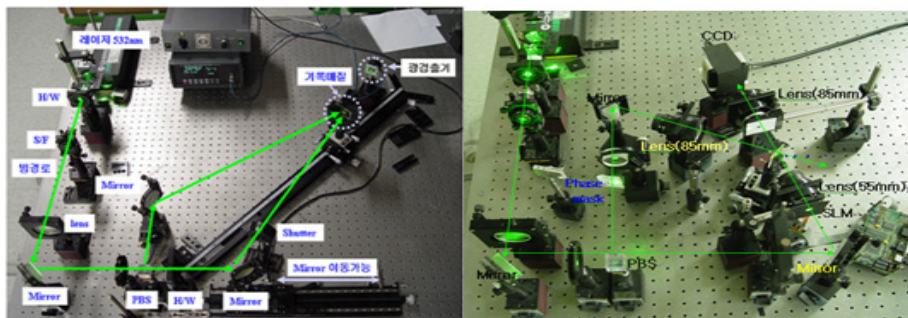 레이저 532nm
광검출기
기록매질
H/W
S/F
빔경로
Mirror
lens
Shutter
Mirror 이동가능
Mirror
PBS
H/W
Mirror
CCD
Mirror
Lens(85mm)
Lens(85mm)
Phase
mask
Lens(55mm)
SLM
Mirror
PBS
Mirror